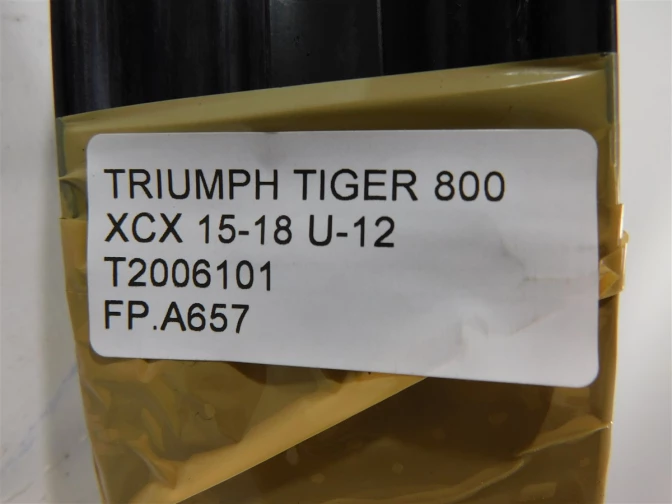 TRIUMPH TIGER 800
XCX 15-18 U-12
T2006101
FP.A657